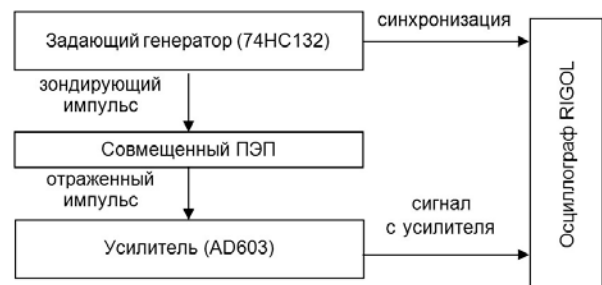 синхронизация
Задающий генератор (74HC132)
зондирующий
импульс
Совмещенный ПЭП
отраженный
импульс
сигнал
с усилителя
Усилитель (AD603)
Осциллограф RIGOL